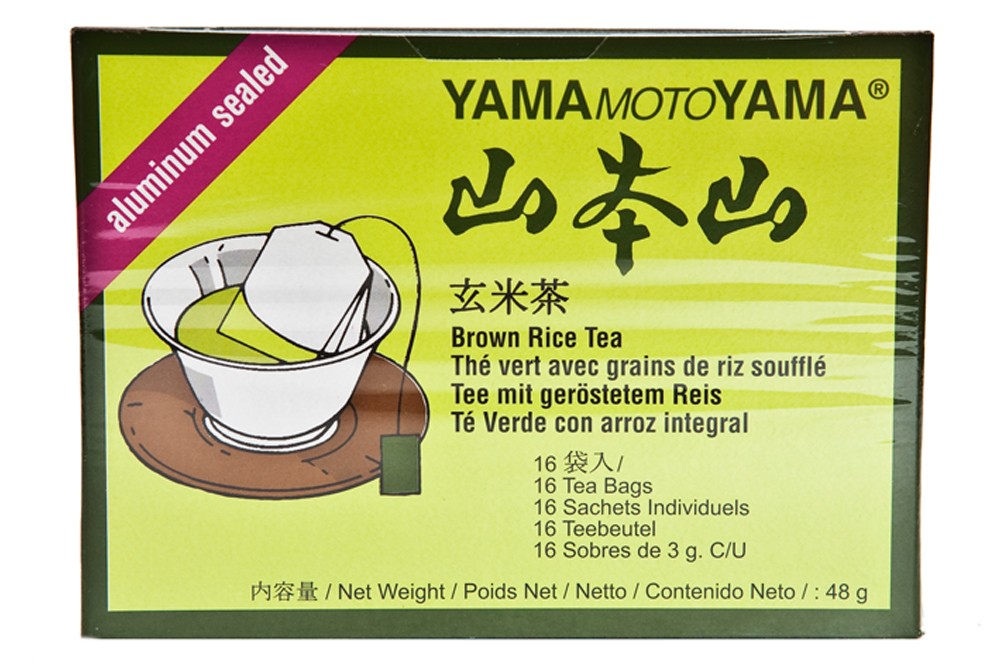 aluminum sealed
YAMAMOTOYAMA®
山本山
玄米茶
Brown Rice Tea
Thé vert avec grains de riz soufflé
Tee mit geröstetem Reis
Té Verde con arroz integral
16 袋入/
16 Tea Bags
16 Sachets Individuels
16 Teebeutel
16 Sobres de 3 g. C/U
内容量 / Net Weight / Poids Net / Netto / Contenido Neto / : 48 g